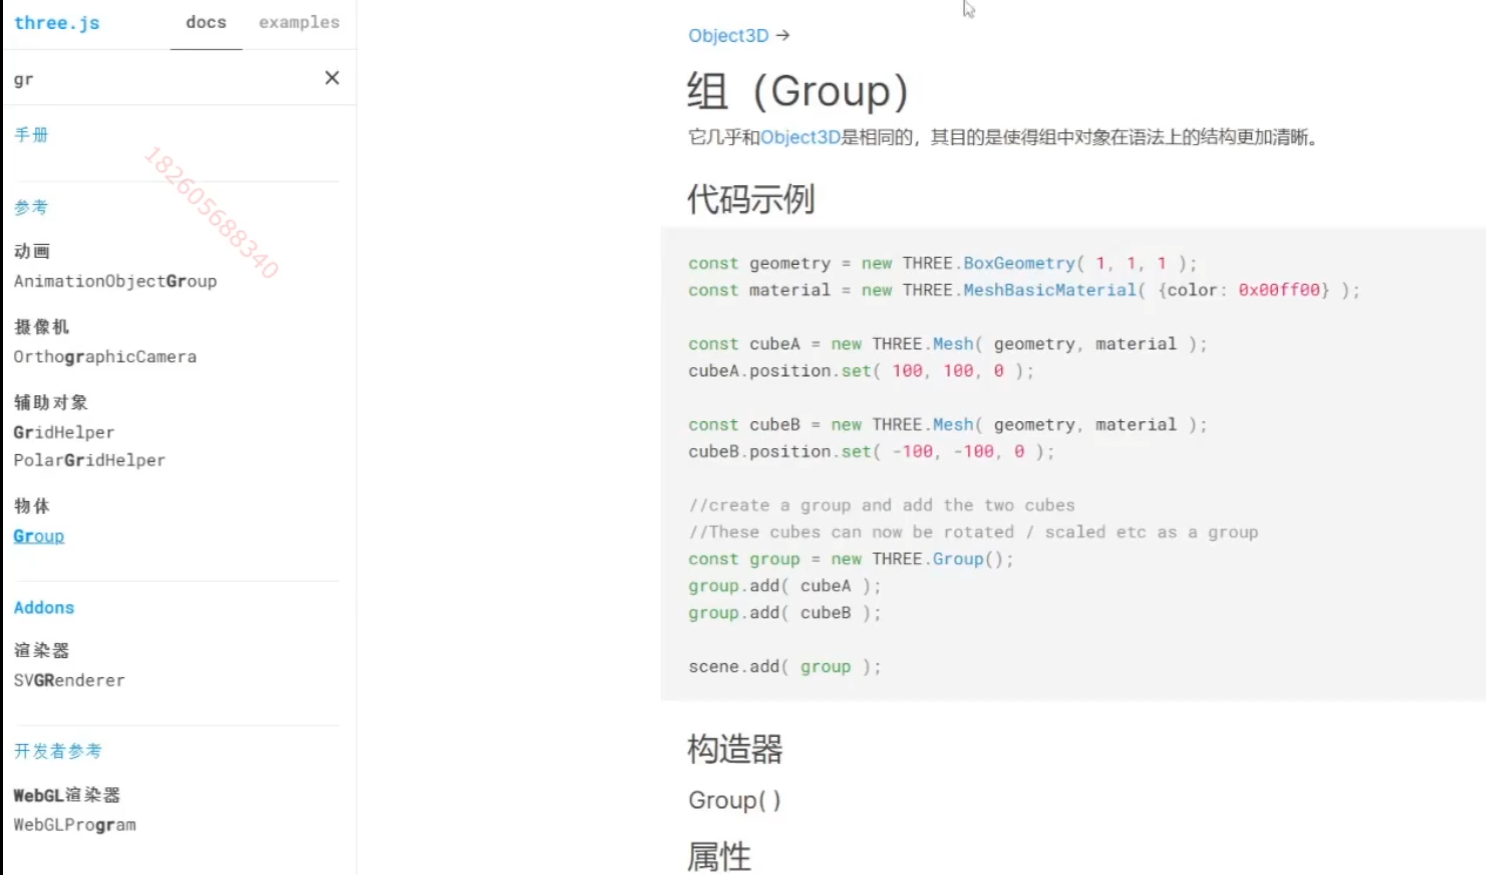 three.js
docs
examples
gr
手册
参考
动画
AnimationObjectGroup
摄像机
OrthographicCamera
辅助对象
GridHelper
PolarGridHelper
物体
Group
Addons
渲染器
SVGRenderer
开发者参考
WebGL渲染器
WebGLProgram
18260568340
Object3D →
组（Group）
它几乎和Object3D是相同的，其目的是使得组中对象在语法上的结构更加清晰。
代码示例
const geometry = new THREE.BoxGeometry( 1, 1, 1 );
const material = new THREE.MeshBasicMaterial( {color: 0x00ff00} );
const cubeA = new THREE.Mesh( geometry, material );
cubeA.position.set( 100, 100, 0 );
const cubeB = new THREE.Mesh( geometry, material );
cubeB.position.set( -100, -100, 0 );
//create a group and add the two cubes
//These cubes can now be rotated / scaled etc as a group
const group = new THREE.Group();
group.add( cubeA );
group.add( cubeB );
scene.add( group );
构造器
Group( )
属性